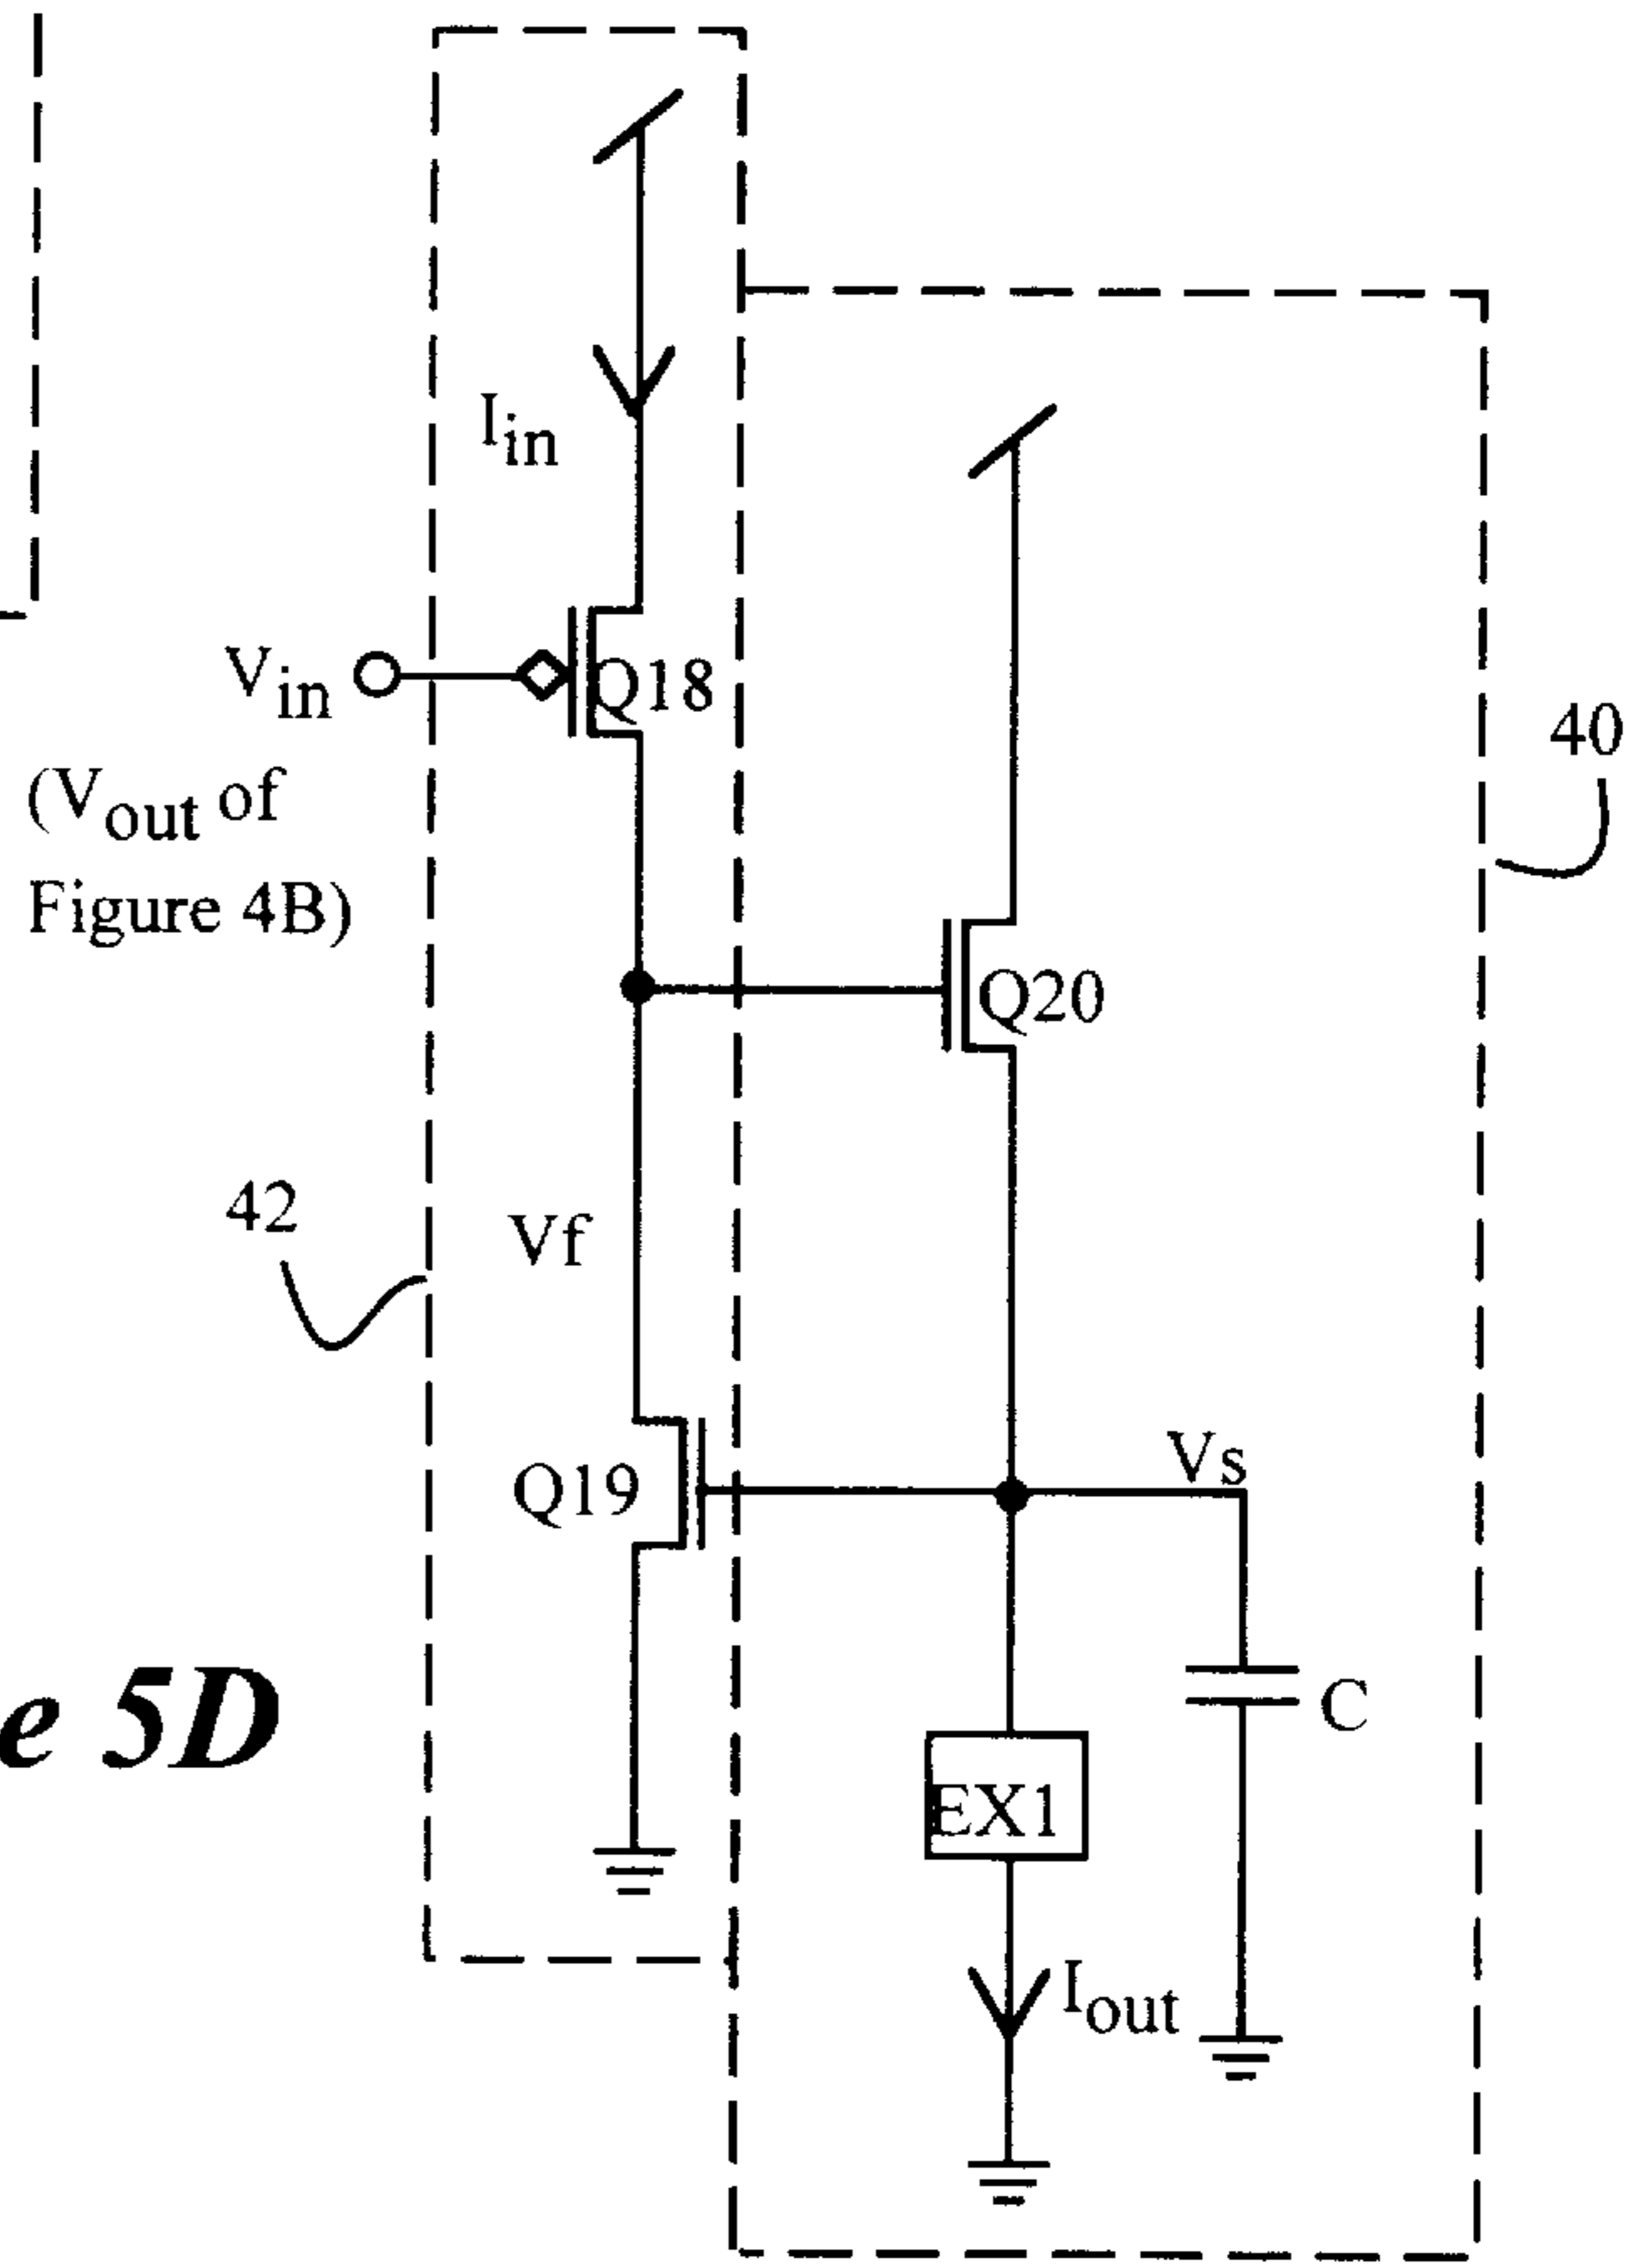 I_in
V_in
Q18
(V_out of
Figure 4B)
40
Q20
42
Vf
Vs
Q19
e 5D
C
EX1
I_out